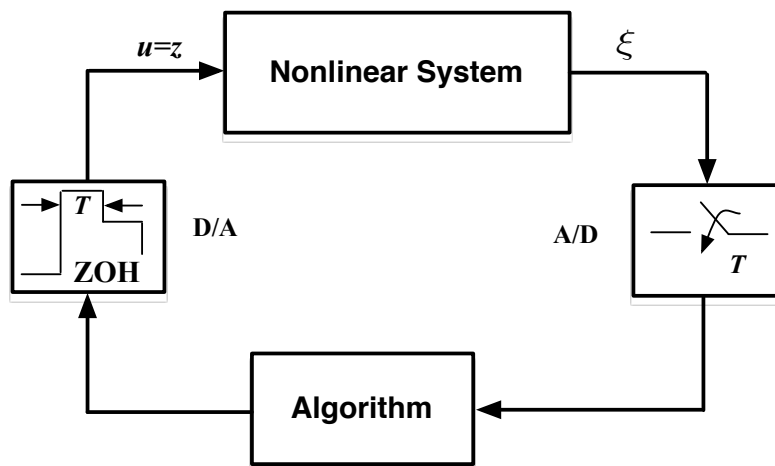 u=z
Nonlinear System
ξ
T
D/A
ZOH
A/D
T
Algorithm